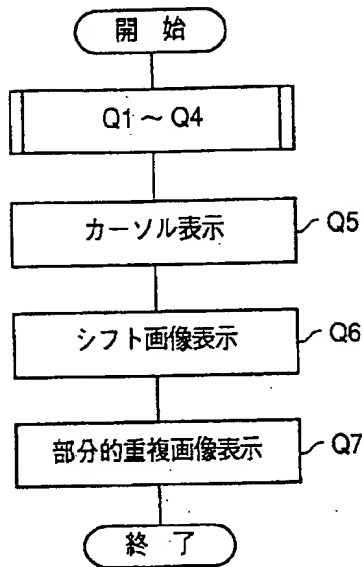 開 始
Q1 ~ Q4
カーソル表示 Q5
シフト画像表示 Q6
部分的重複画像表示 Q7
終 了